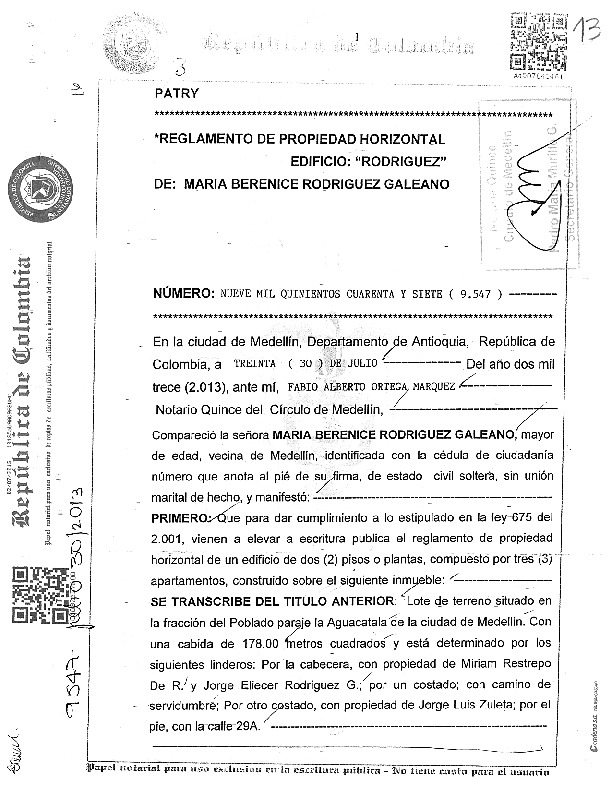 República de Colombia
1
13
3
PATRY
*REGLAMENTO DE PROPIEDAD HORIZONTAL
EDIFICIO: "RODRIGUEZ"
DE: MARIA BERENICE RODRIGUEZ GALEANO
NÚMERO: NUEVE MIL QUINIENTOS CUARENTA Y SIETE ( 9.547 ) --------
En la ciudad de Medellín, Departamento de Antioquia, República de
Colombia, a TREINTA ( 30 ) DE JULIO ------------ Del año dos mil
trece (2.013), ante mí, FABIO ALBERTO ORTEGA MARQUEZ ------------
Notario Quince del Círculo de Medellín, ------------
Compareció la señora MARIA BERENICE RODRIGUEZ GALEANO, mayor
de edad, vecina de Medellín, identificada con la cédula de ciudadanía
número que anota al pié de su firma, de estado civil soltera, sin unión
marital de hecho, y manifestó: ------------
PRIMERO: Que para dar cumplimiento a lo estipulado en la ley 675 del
2.001, vienen a elevar a escritura publica el reglamento de propiedad
horizontal de un edificio de dos (2) pisos o plantas, compuesto por tres (3)
apartamentos, construido sobre el siguiente inmueble: ------------
SE TRANSCRIBE DEL TITULO ANTERIOR: "Lote de terreno situado en
la fracción del Poblado paraje la Aguacatala de la ciudad de Medellín. Con
una cabida de 178.00 metros cuadrados y está determinado por los
siguientes linderos: Por la cabecera, con propiedad de Miriam Restrepo
De R. y Jorge Eliecer Rodríguez G.; por un costado; con camino de
servidumbre; Por otro costado, con propiedad de Jorge Luis Zuleta; por el
pie, con la calle 29A. ------------
Papel notarial para uso exclusivo en la escritura pública - No tiene costo para el usuario
República de Colombia
9547
30/2013